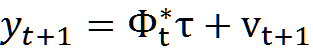 y_{t+1} = Φ_t^* τ + v_{t+1}